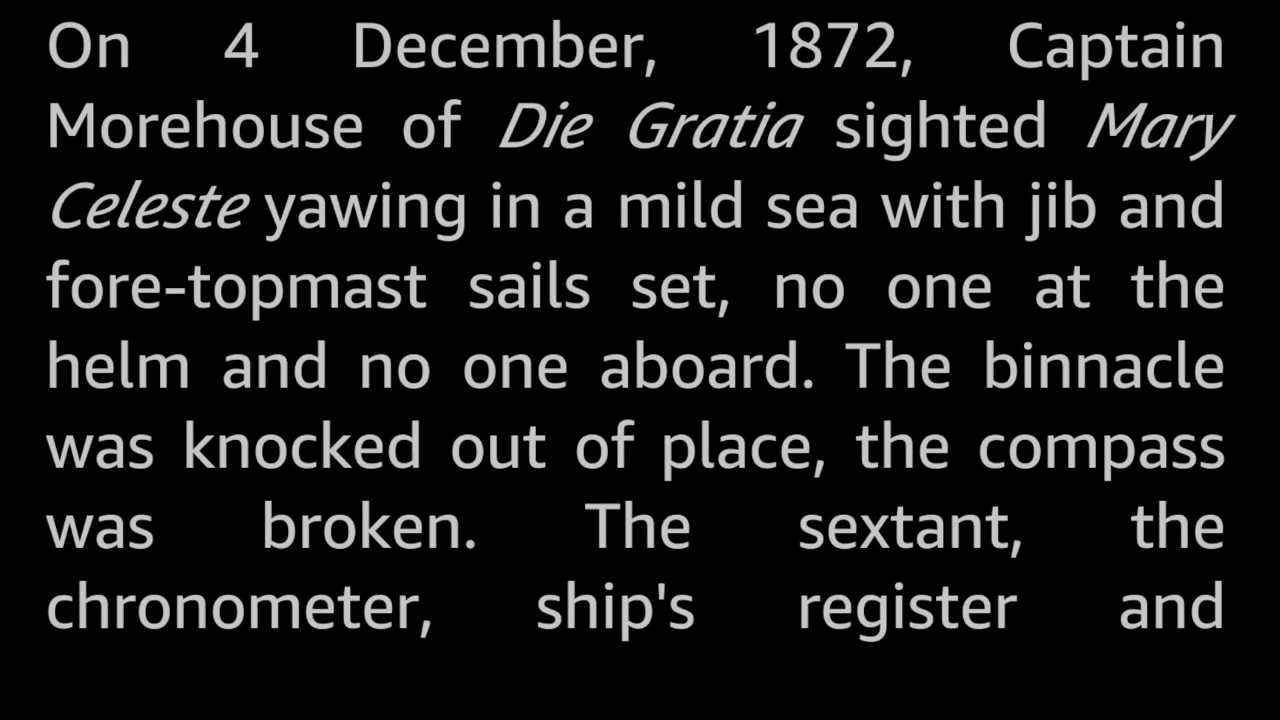 On 4 December, 1872, Captain
Morehouse of Die Gratia sighted Mary
Celeste yawing in a mild sea with jib and
fore-topmast sails set, no one at the
helm and no one aboard. The binnacle
was knocked out of place, the compass
was broken. The sextant, the
chronometer, ship's register and